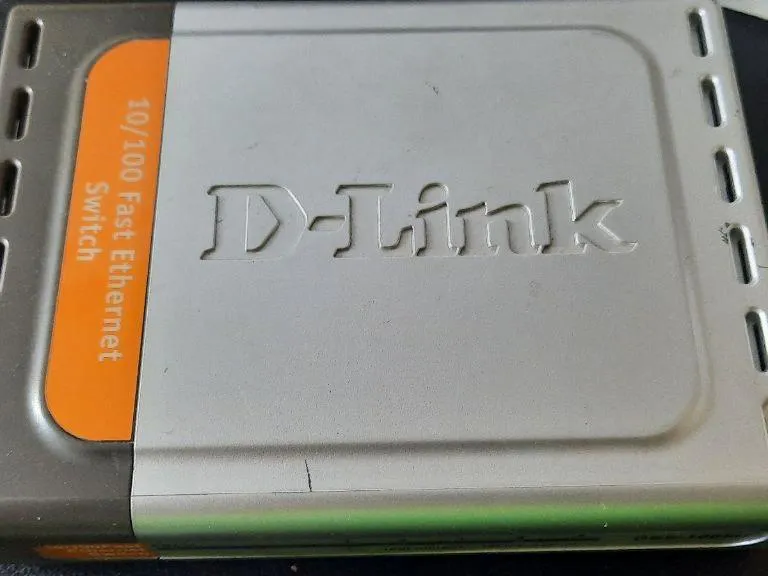 D-Link
10/100 Fast Ethernet
Switch